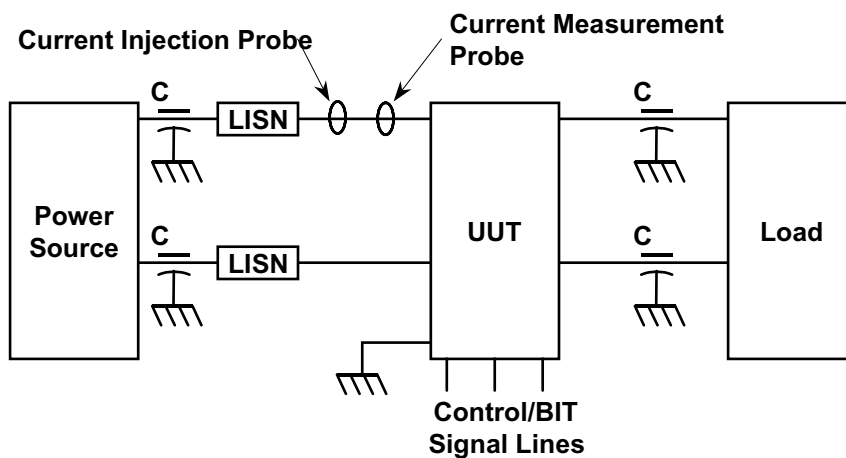 Current Injection Probe
Current Measurement
Probe
C
LISN
C
Power
Source
UUT
Load
C
LISN
C
Control/BIT
Signal Lines